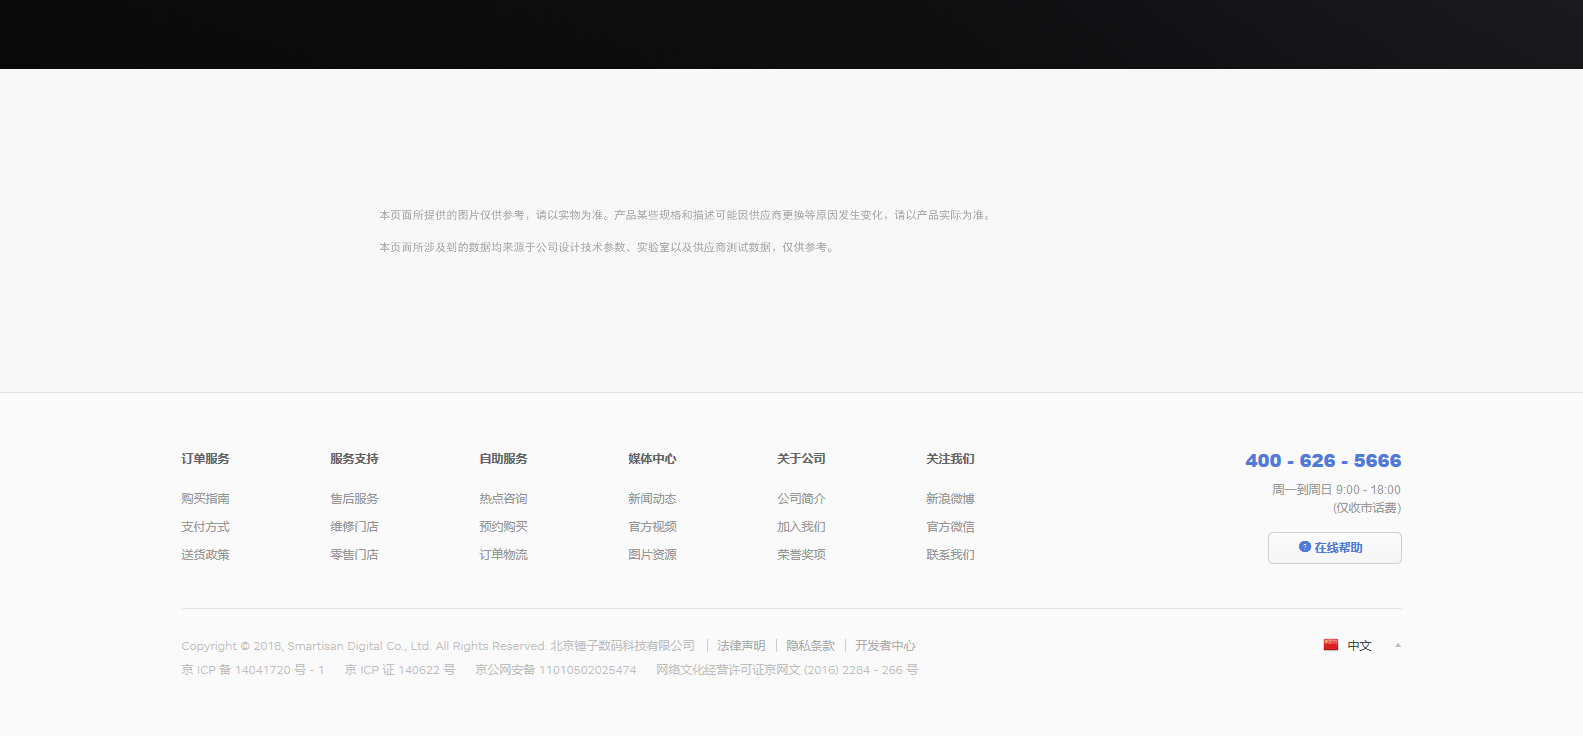 本页面所提供的图片仅供参考，请以实物为准。产品某些规格和描述可能因供应商更换等原因发生变化，请以产品实际为准。
本页面所涉及到的数据均来源于公司设计技术参数、实验室以及供应商测试数据，仅供参考。
订单服务 服务支持 自助服务 媒体中心 关于公司 关注我们
购买指南 售后服务 热点咨询 新闻动态 公司简介 新浪微博
支付方式 维修门店 预约购买 官方视频 加入我们 官方微信
送货政策 零售门店 订单物流 图片资源 荣誉奖项 联系我们
400 - 626 - 5666
周一到周日 9:00 - 18:00
(仅收市话费)
在线帮助
Copyright © 2018, Smartisan Digital Co., Ltd. All Rights Reserved. 北京锤子数码科技有限公司 | 法律声明 | 隐私条款 | 开发者中心
中文
京 ICP 备 14041720 号 - 1 京 ICP 证 140622 号 京公网安备 11010502025474 网络文化经营许可证京网文 (2016) 2284 - 266 号